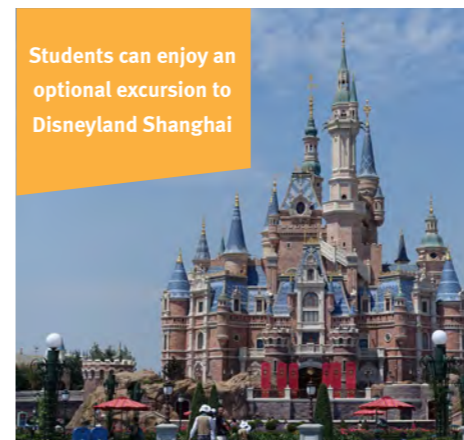 Students can enjoy an
optional excursion to
Disneyland Shanghai